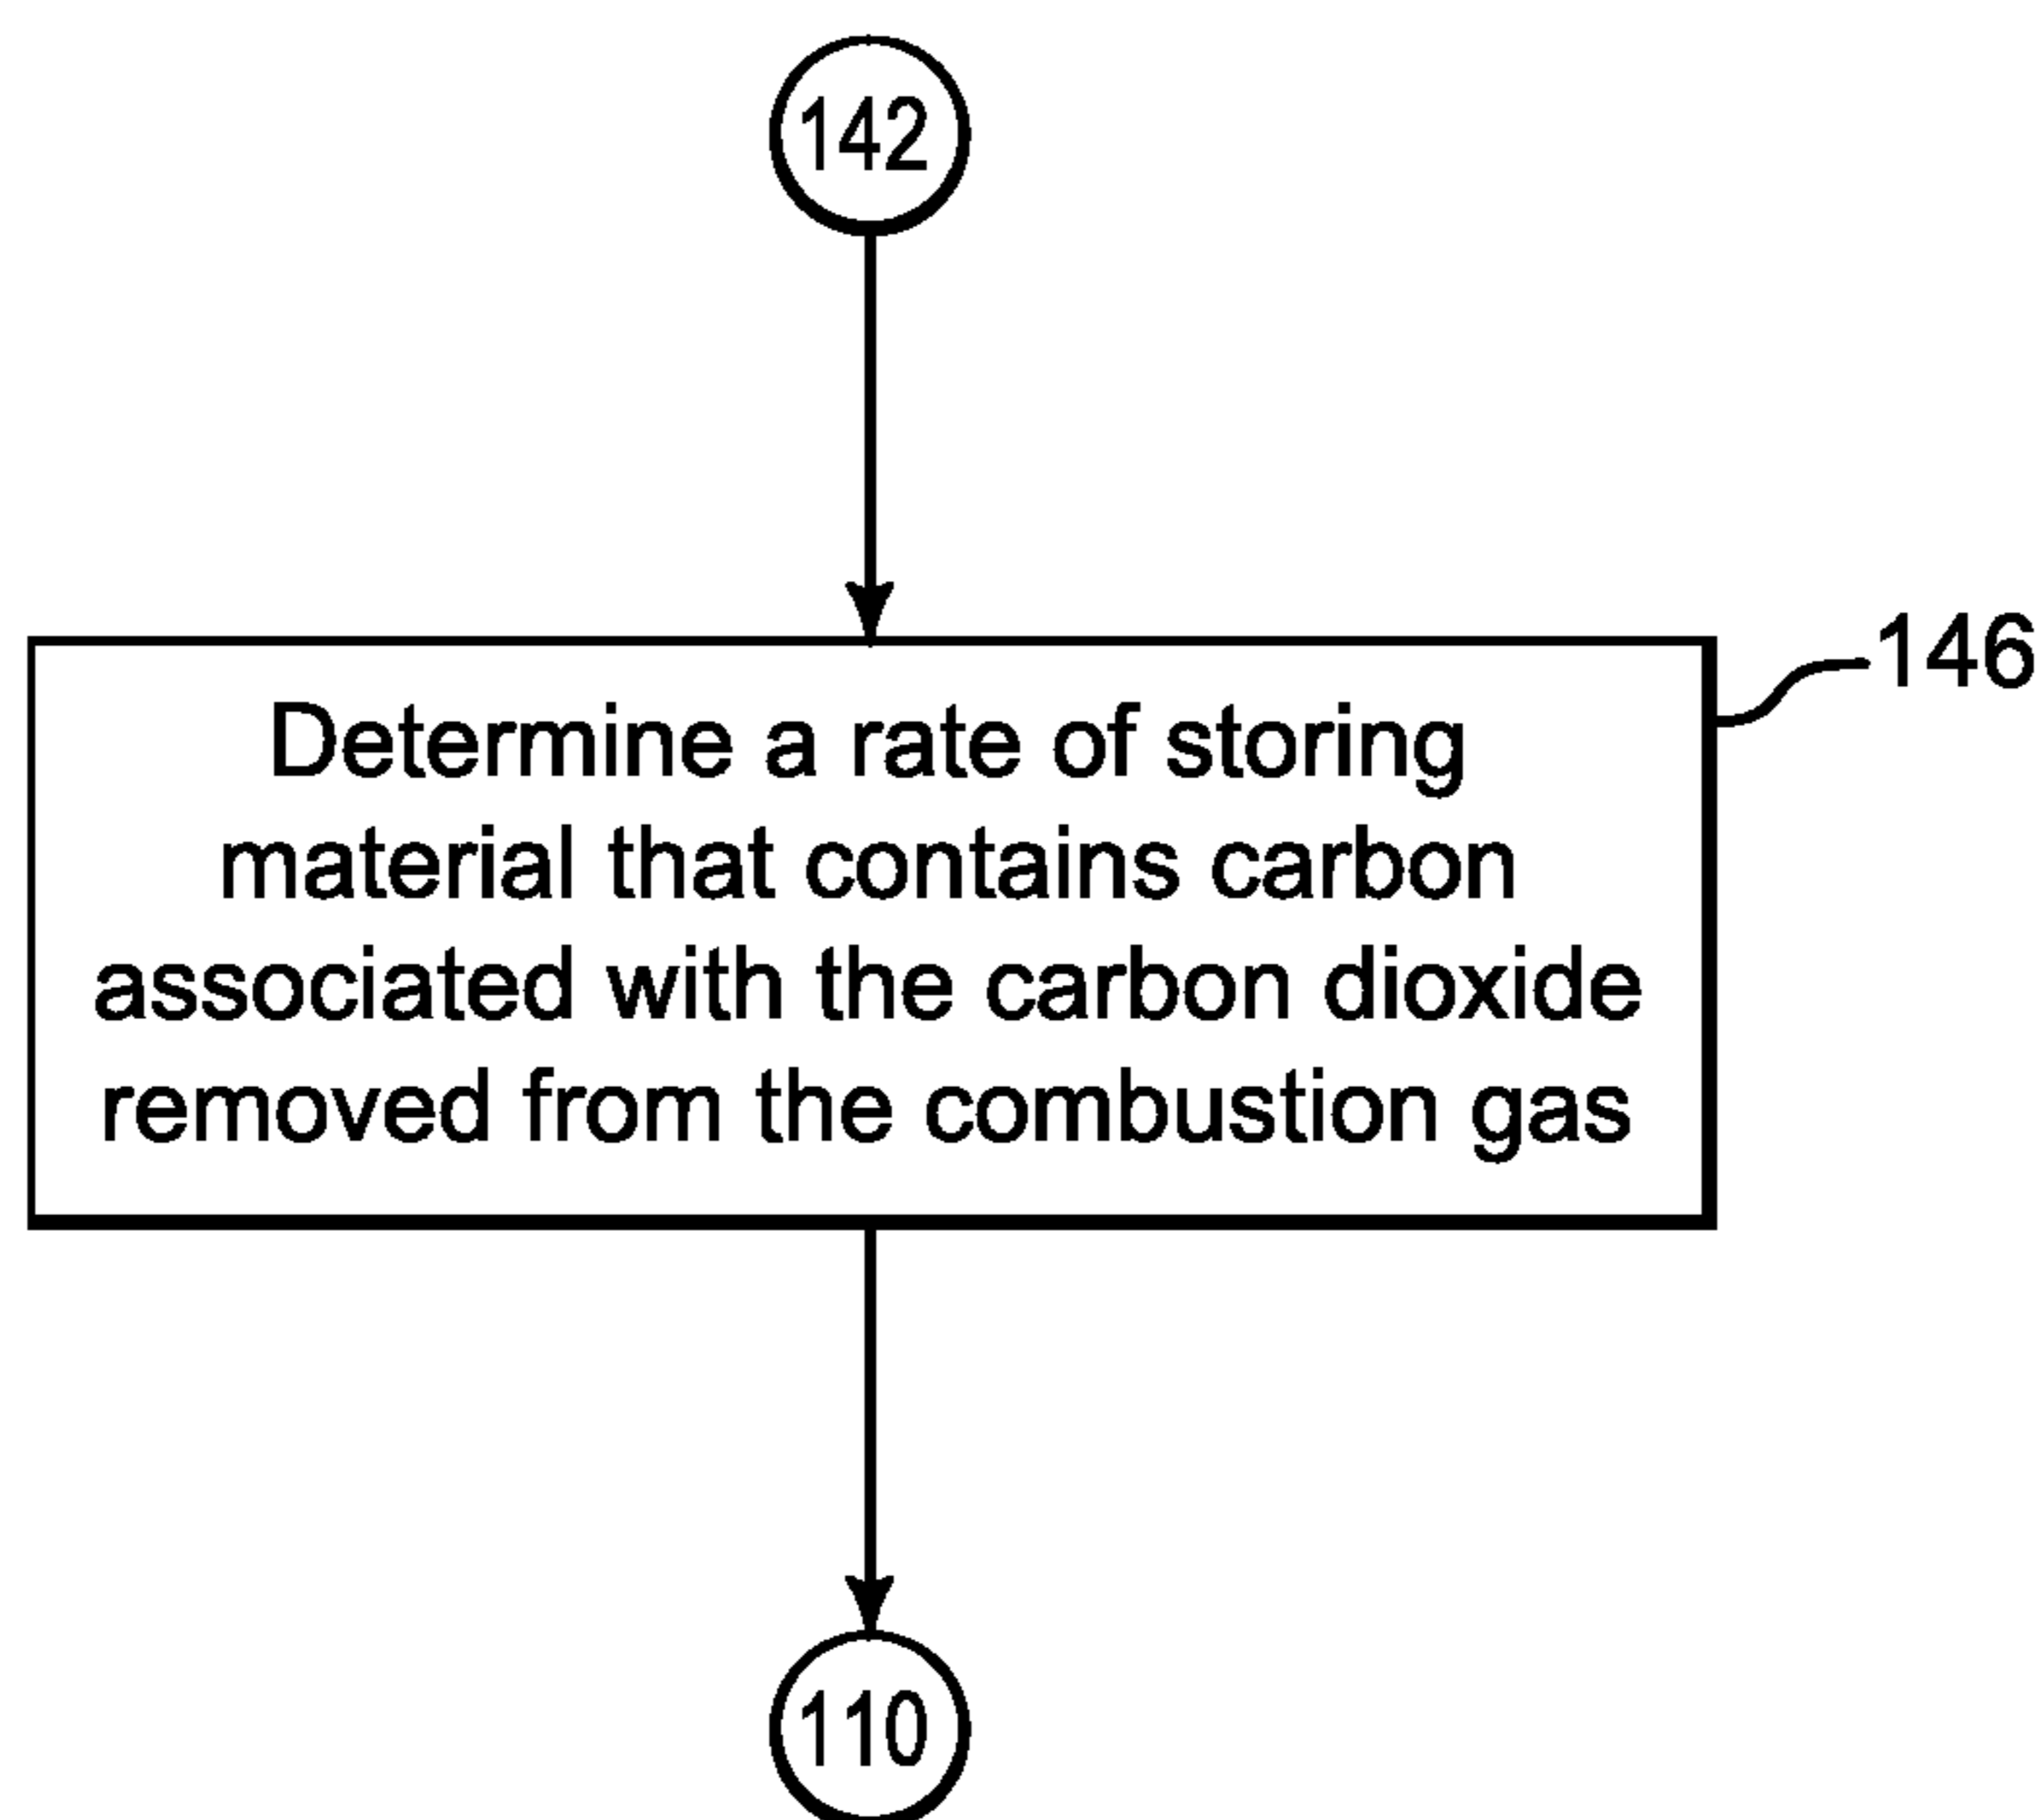 142
146
Determine a rate of storing
material that contains carbon
associated with the carbon dioxide
removed from the combustion gas
110